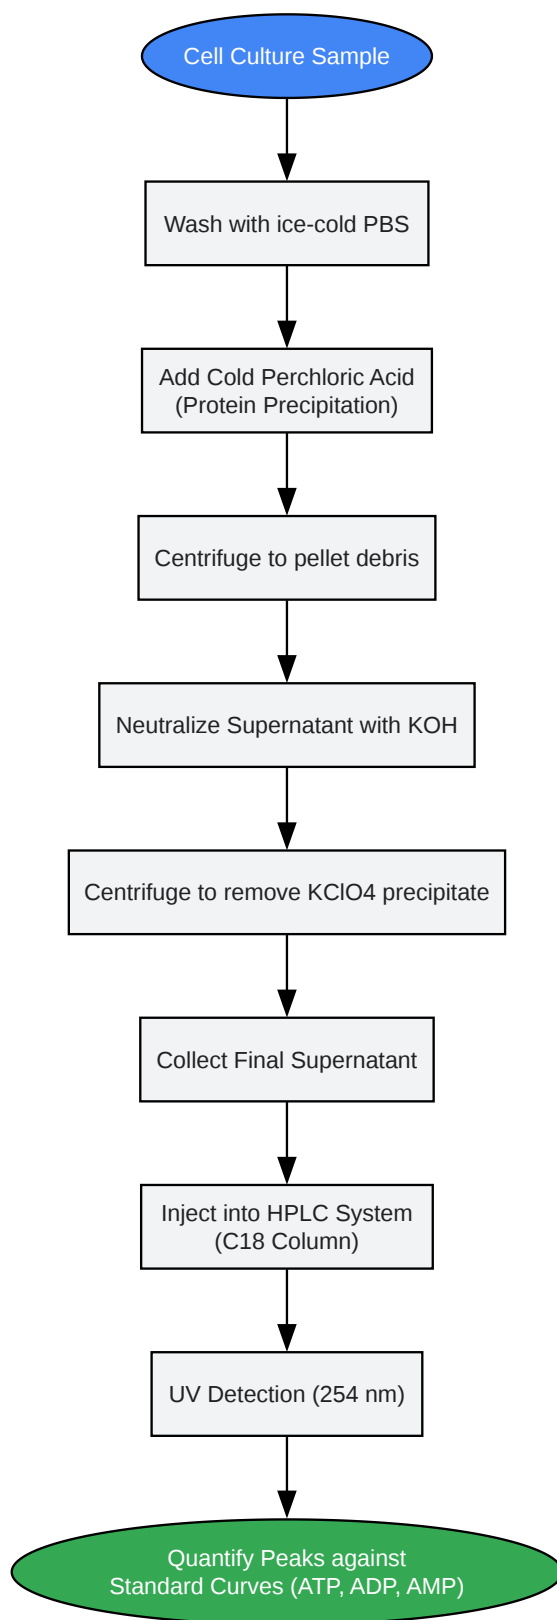 Cell Culture Sample
Wash with ice-cold PBS
Add Cold Perchloric Acid
(Protein Precipitation)
Centrifuge to pellet debris
Neutralize Supernatant with KOH
Centrifuge to remove KClO4 precipitate
Collect Final Supernatant
Inject into HPLC System
(C18 Column)
UV Detection (254 nm)
Quantify Peaks against
Standard Curves (ATP, ADP, AMP)